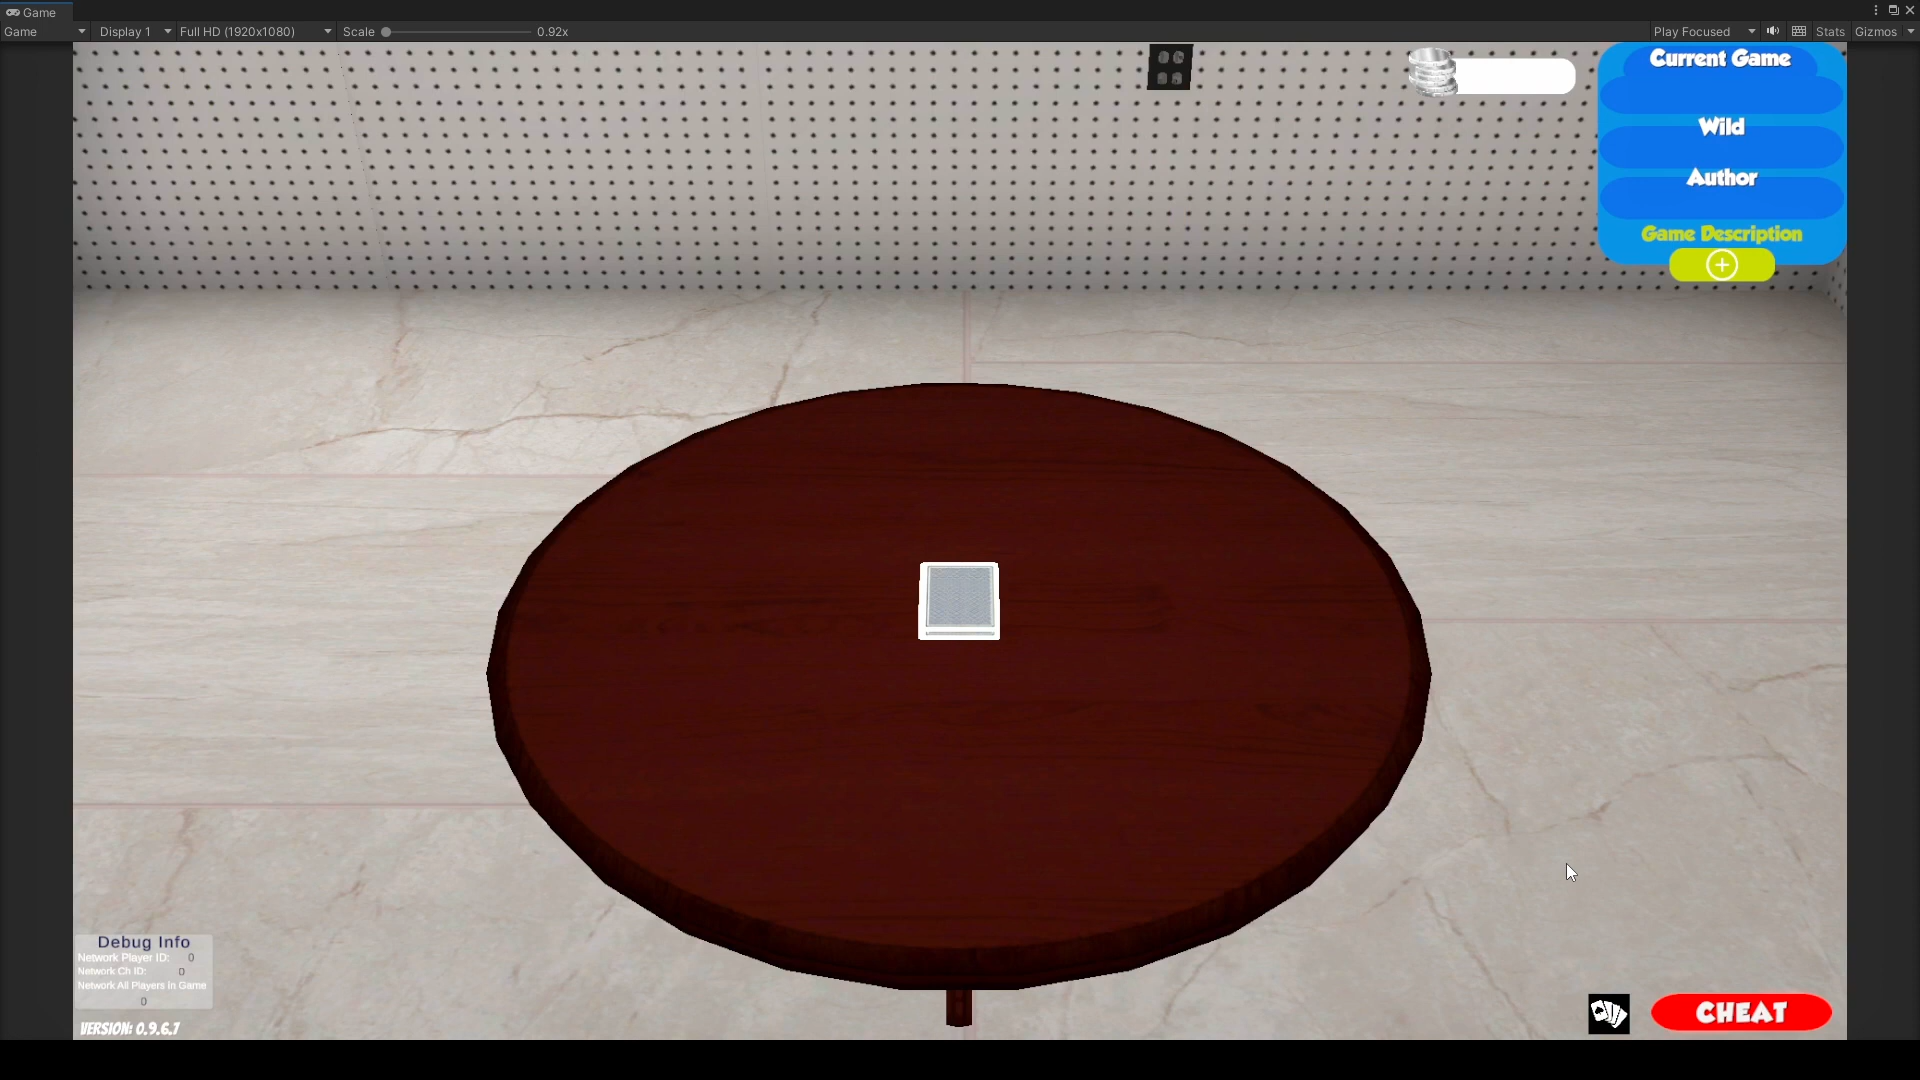 Game
Game Display 1 Full HD (1920x1080) Scale 0.92x Play Focused Stats Gizmos
Current Game
Wild
Author
Game Description
Debug Info
Network Player ID: 0
Network Ch ID: 0
Network All Players In Game
0
VERSION: 0.9.6.7
CHEAT